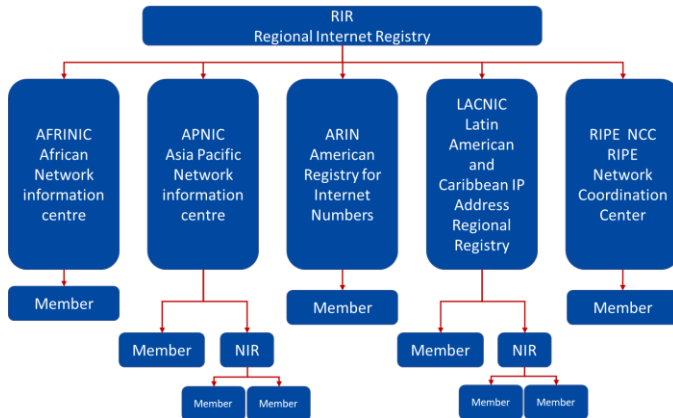 RIR
Regional Internet Registry
AFRINIC
African
Network
information
centre
APNIC
Asia Pacific
Network
information
centre
ARIN
American
Registry for
Internet
Numbers
LACNIC
Latin
American
and
Caribbean IP
Address
Regional
Registry
RIPE NCC
RIPE
Network
Coordination
Center
Member
Member
Member
Member
NIR
Member
NIR
Member
Member
Member
Member